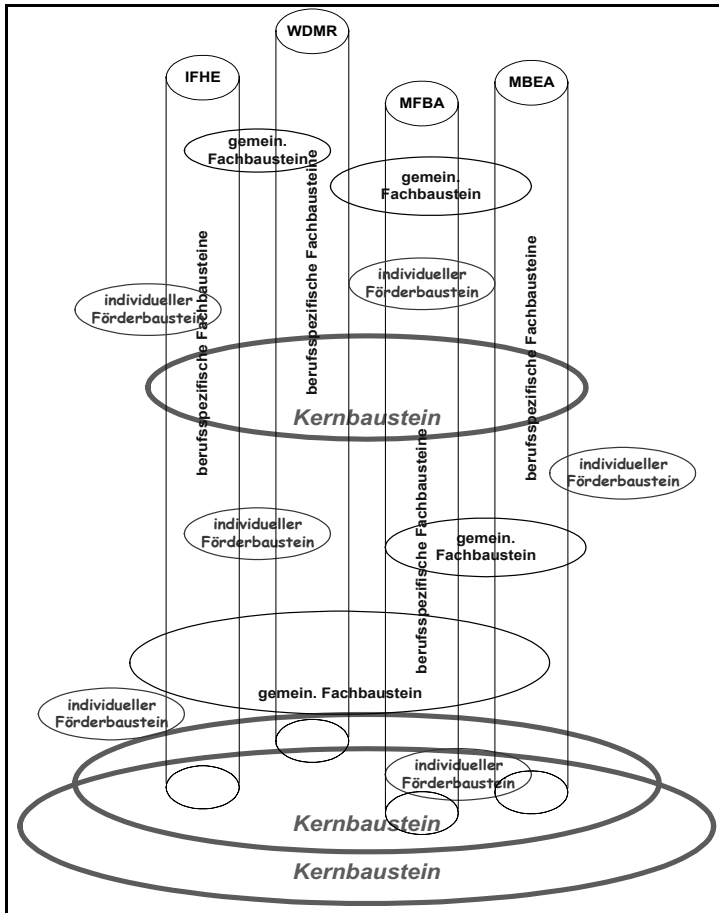 WDMR
IFHE
MBEA
MFBA
gemein.
Fachbaustein
gemein.
Fachbaustein
berufsspezifische Fachbausteine
berufsspezifische Fachbausteine
berufsspezifische Fachbausteine
individueller
Förderbaustein
individueller
Förderbaustein
Kernbaustein
berufsspezifische Fachbausteine
individueller
Förderbaustein
individueller
Förderbaustein
gemein.
Fachbaustein
gemein. Fachbaustein
individueller
Förderbaustein
individueller
Förderbaustein
Kernbaustein
Kernbaustein